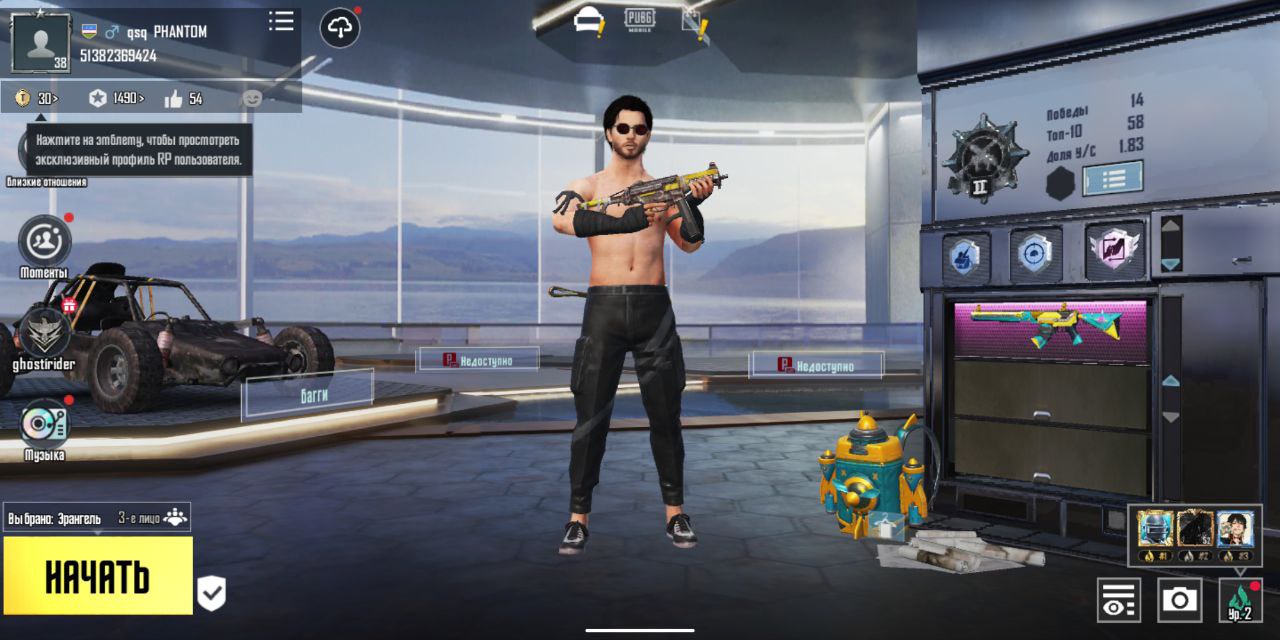 qsq PHANTOM
51382369424
38
30>
1490>
54
Нажмите на эмблему, чтобы просмотреть
эксклюзивный профиль RP пользователя.
Близкие отношения
Моменты
ghostirider
Музыка
PUBG
MOBILE
Победы 14
Топ-10 58
Доля У/С 1.83
II
Недоступно
Недоступно
багги
Выбрано: Эрангель 3-е лицо
НАЧАТЬ
52
#1 #2 #3
Ур.-2